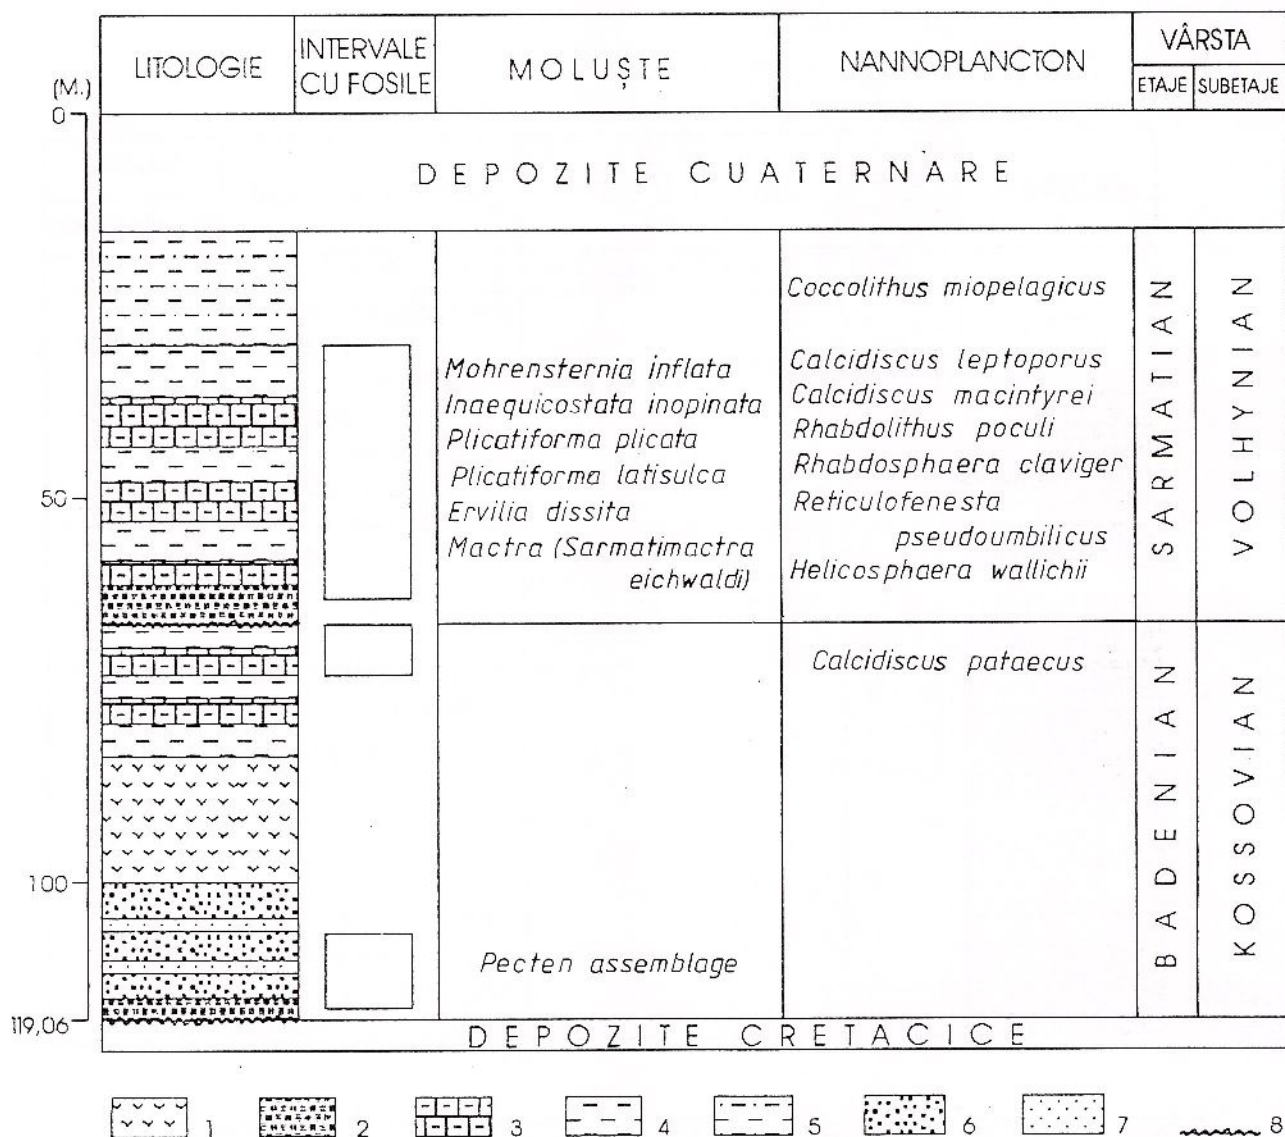 LITOLOGIE
INTERVALE
CU FOSILE
MOLUȘTE
NANNOPLANCTON
VÂRSTA
ETAJE
SUBETAJE
(M.)
0
DEPOZITE CUATERNARE
Coccolithus miopelagicus
Mohrensternia inflata
Inaequicostata inopinata
Plicatiforma plicata
Plicatiforma latisulca
Ervilia dissita
Mactra (Sarmatimactra
eichwaldi)
Calcidiscus leptoporus
Calcidiscus macintyrei
Rhabdolithus poculi
Rhabdosphaera claviger
Reticulofenesta
pseudoumbilicus
Helicosphaera wallichii
SARMATIAN
VOLHYNIAN
50
Calcidiscus pataecus
BADENIAN
KOSSOVIAN
100
Pecten assemblage
119,06
DEPOZITE CRETACICE
1
2
3
4
5
6
7
8